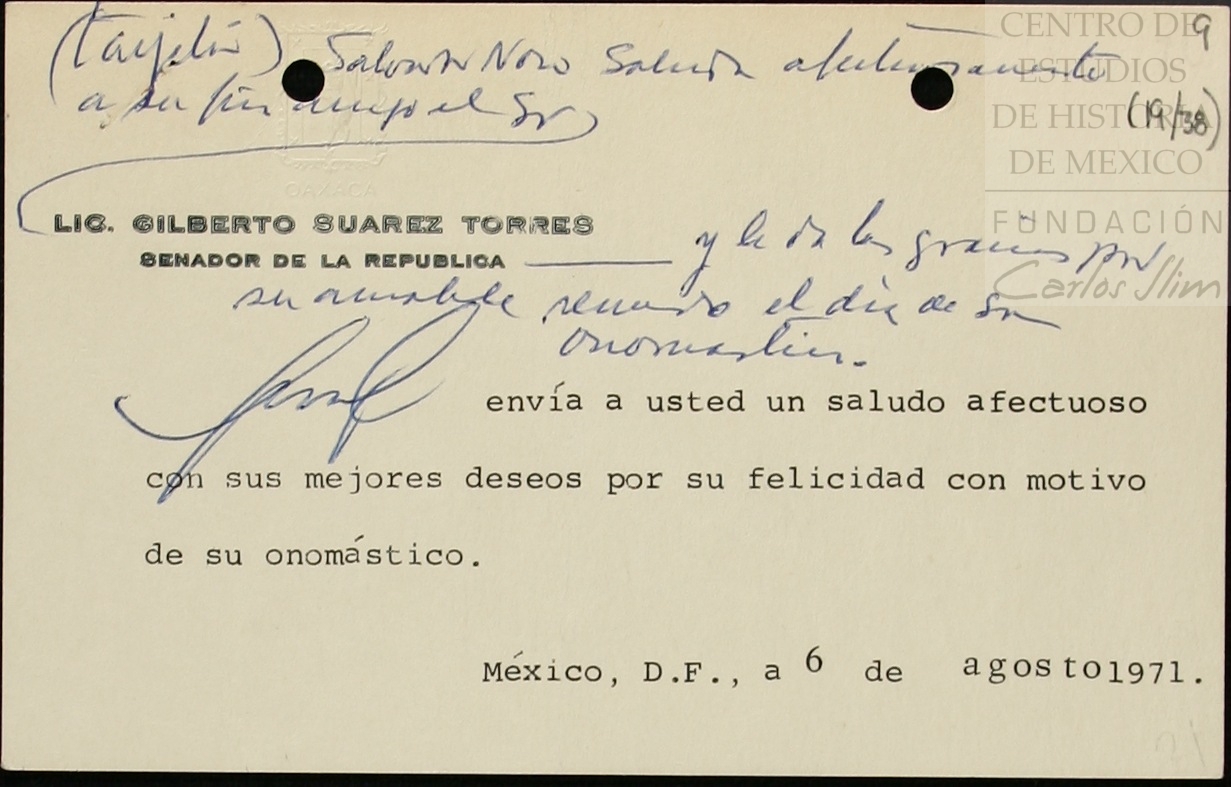 (Tarjetón) Salvador Novo Saluda afectuosamente
a su fino amigo el Sr
9
(19/38)
CENTRO DE
ESTUDIOS
DE HISTORIA
DE MEXICO
FUNDACIÓN
Carlos Slim
OAXACA
LIC. GILBERTO SUAREZ TORRES
SENADOR DE LA REPUBLICA
y le da las gracias por
su amable recuerdo el día de su
onomástico.
envía a usted un saludo afectuoso
con sus mejores deseos por su felicidad con motivo
de su onomástico.
México, D.F., a 6 de agosto 1971.